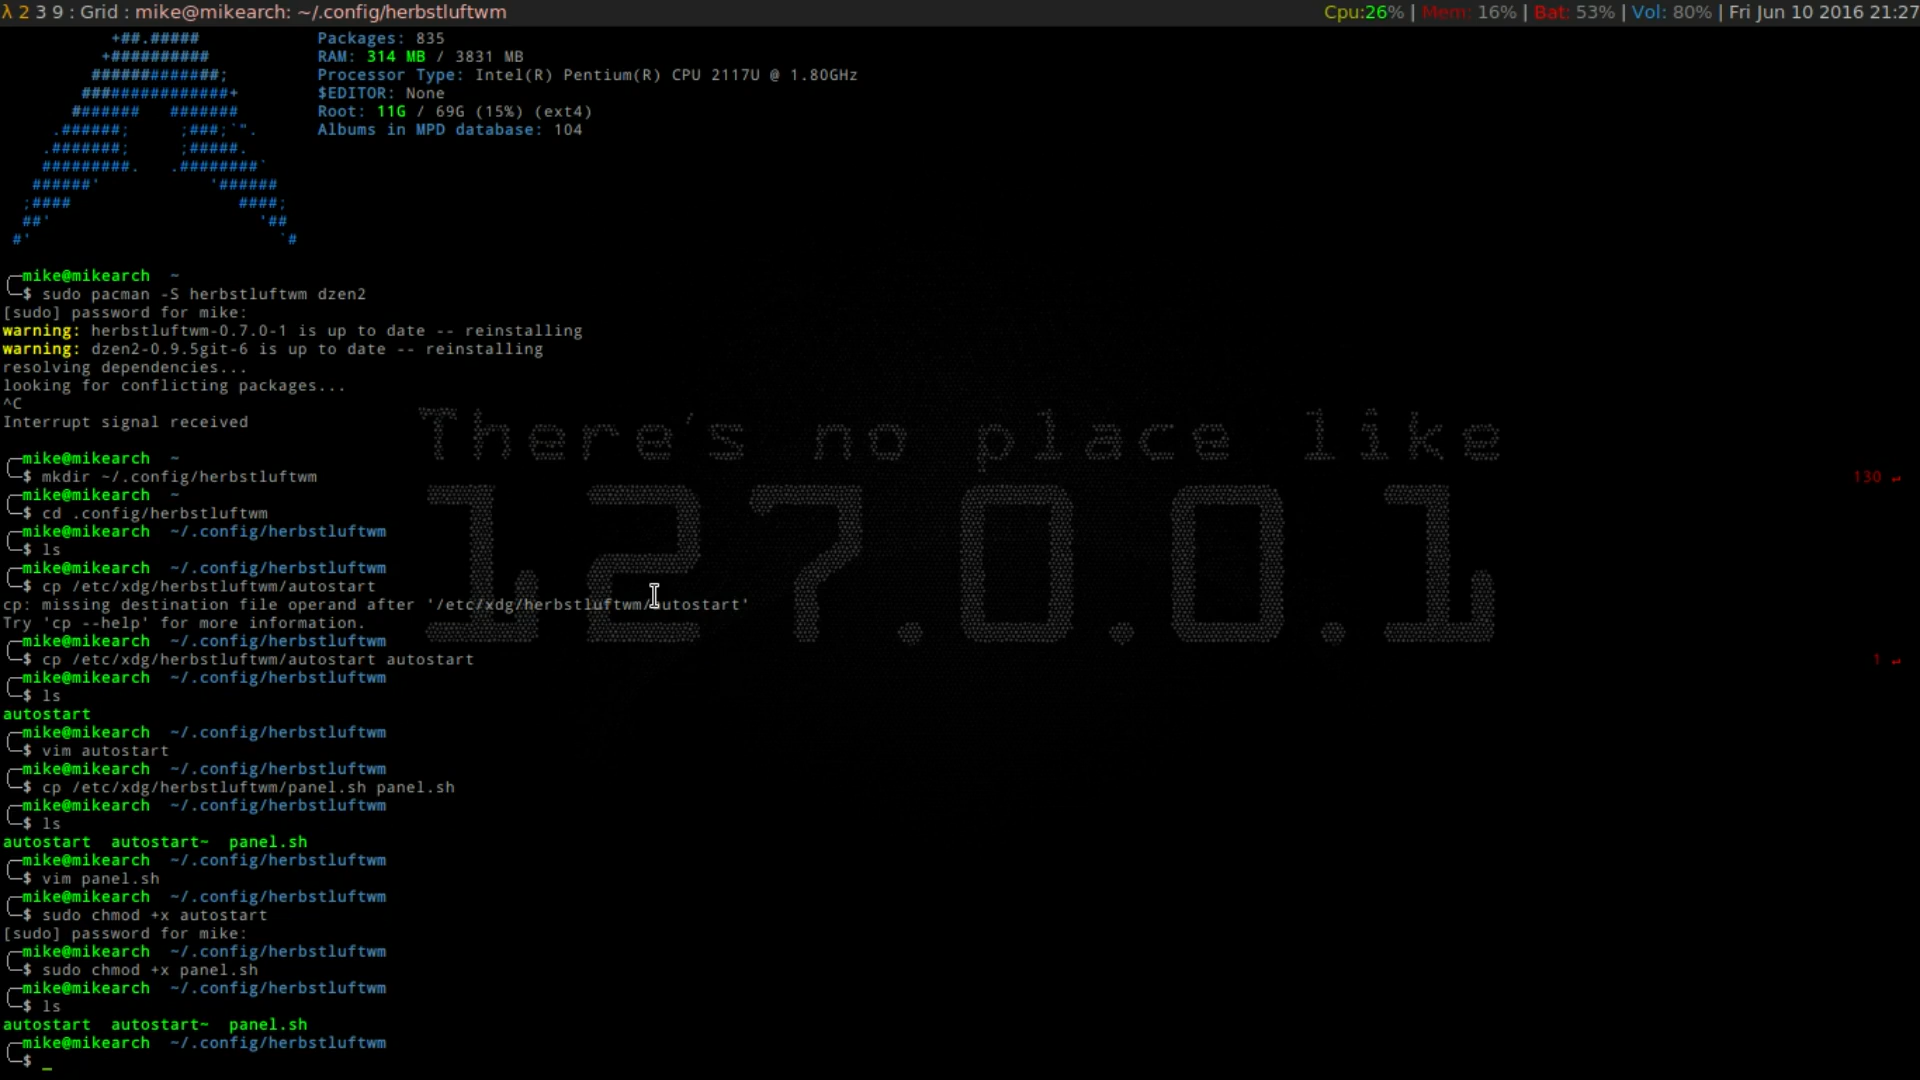 λ 2 3 9 : Grid : mike@mikearch: ~/.config/herbstluftwm
Cpu:26% | Mem: 16% | Bat: 53% | Vol: 80% | Fri Jun 10 2016 21:27
+##.#####
+##########
#############;
###############+
#######   #######
.######;     ;###;`".
.#######;     ;#####.
#########.   .########`
######'           '######
;####                 ####;
##'                       '##
#'                         `#
Packages: 835
RAM: 314 MB / 3831 MB
Processor Type: Intel(R) Pentium(R) CPU 2117U @ 1.80GHz
$EDITOR: None
Root: 11G / 69G (15%) (ext4)
Albums in MPD database: 104
mike@mikearch  ~
$ sudo pacman -S herbstluftwm dzen2
[sudo] password for mike:
warning: herbstluftwm-0.7.0-1 is up to date -- reinstalling
warning: dzen2-0.9.5git-6 is up to date -- reinstalling
resolving dependencies...
looking for conflicting packages...
^C
Interrupt signal received
There's no place like
127.0.0.1
mike@mikearch  ~
$ mkdir ~/.config/herbstluftwm
130 ↵
mike@mikearch  ~
$ cd .config/herbstluftwm
mike@mikearch  ~/.config/herbstluftwm
$ ls
mike@mikearch  ~/.config/herbstluftwm
$ cp /etc/xdg/herbstluftwm/autostart
cp: missing destination file operand after '/etc/xdg/herbstluftwm/autostart'
Try 'cp --help' for more information.
mike@mikearch  ~/.config/herbstluftwm
$ cp /etc/xdg/herbstluftwm/autostart autostart
1 ↵
mike@mikearch  ~/.config/herbstluftwm
$ ls
autostart
mike@mikearch  ~/.config/herbstluftwm
$ vim autostart
mike@mikearch  ~/.config/herbstluftwm
$ cp /etc/xdg/herbstluftwm/panel.sh panel.sh
mike@mikearch  ~/.config/herbstluftwm
$ ls
autostart  autostart~  panel.sh
mike@mikearch  ~/.config/herbstluftwm
$ vim panel.sh
mike@mikearch  ~/.config/herbstluftwm
$ sudo chmod +x autostart
[sudo] password for mike:
mike@mikearch  ~/.config/herbstluftwm
$ sudo chmod +x panel.sh
mike@mikearch  ~/.config/herbstluftwm
$ ls
autostart  autostart~  panel.sh
mike@mikearch  ~/.config/herbstluftwm
$ _